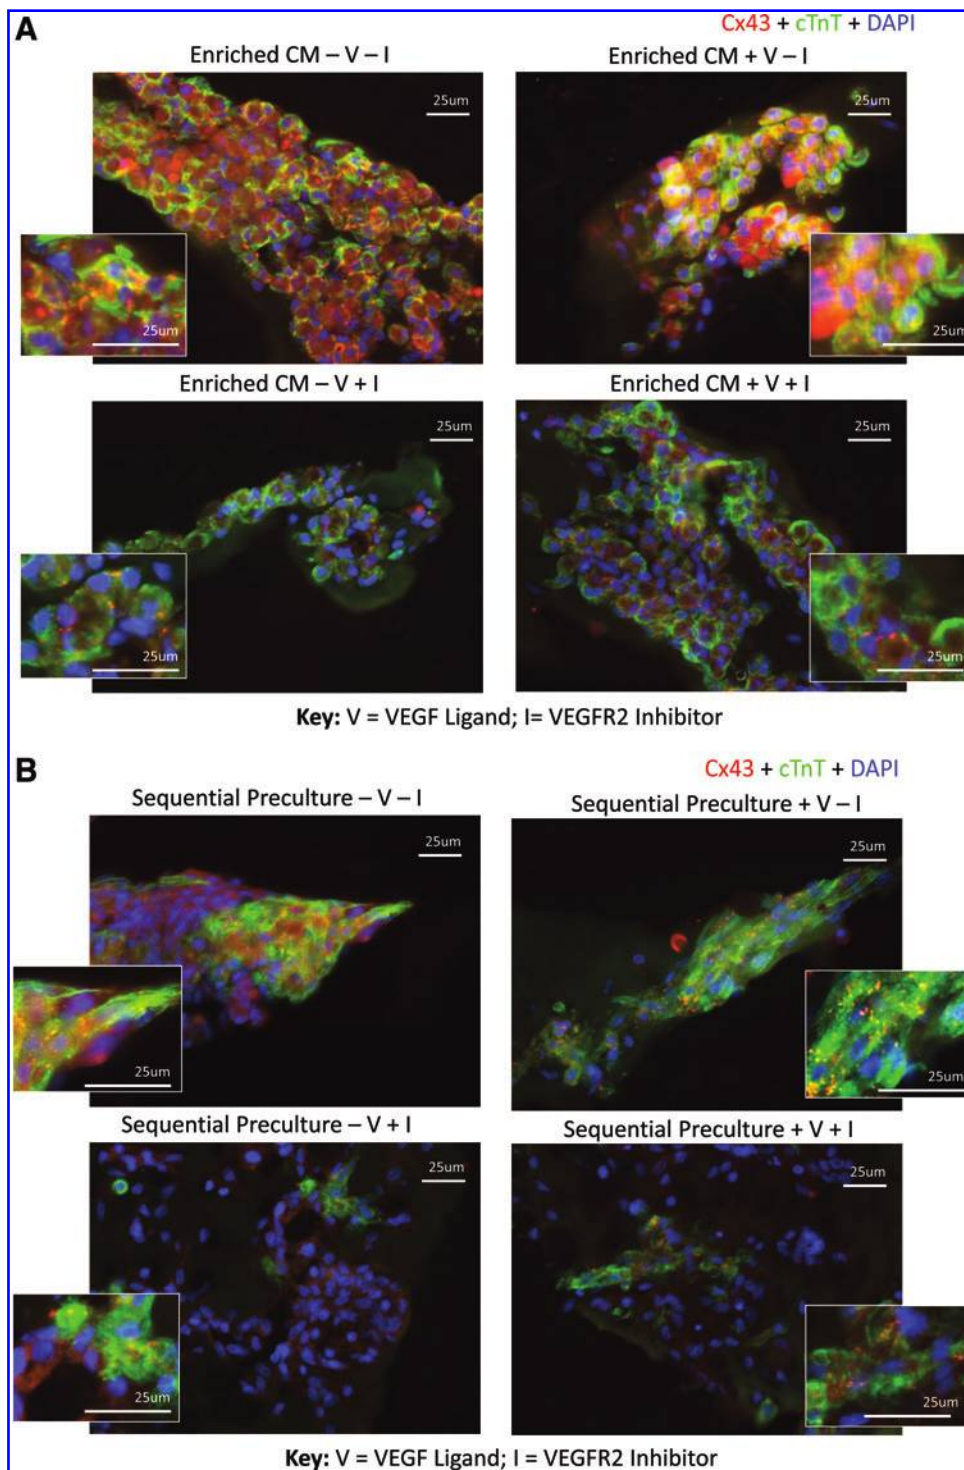 A
Cx43 + cTnT + DAPI
Enriched CM – V – I
Enriched CM + V – I
25um
25um
25um
25um
Enriched CM – V + I
Enriched CM + V + I
25um
25um
25um
25um
Key: V = VEGF Ligand; I= VEGFR2 Inhibitor
B
Cx43 + cTnT + DAPI
Sequential Preculture – V – I
Sequential Preculture + V – I
25um
25um
25um
25um
Sequential Preculture – V + I
Sequential Preculture + V + I
25um
25um
25um
25um
Key: V = VEGF Ligand; I = VEGFR2 Inhibitor